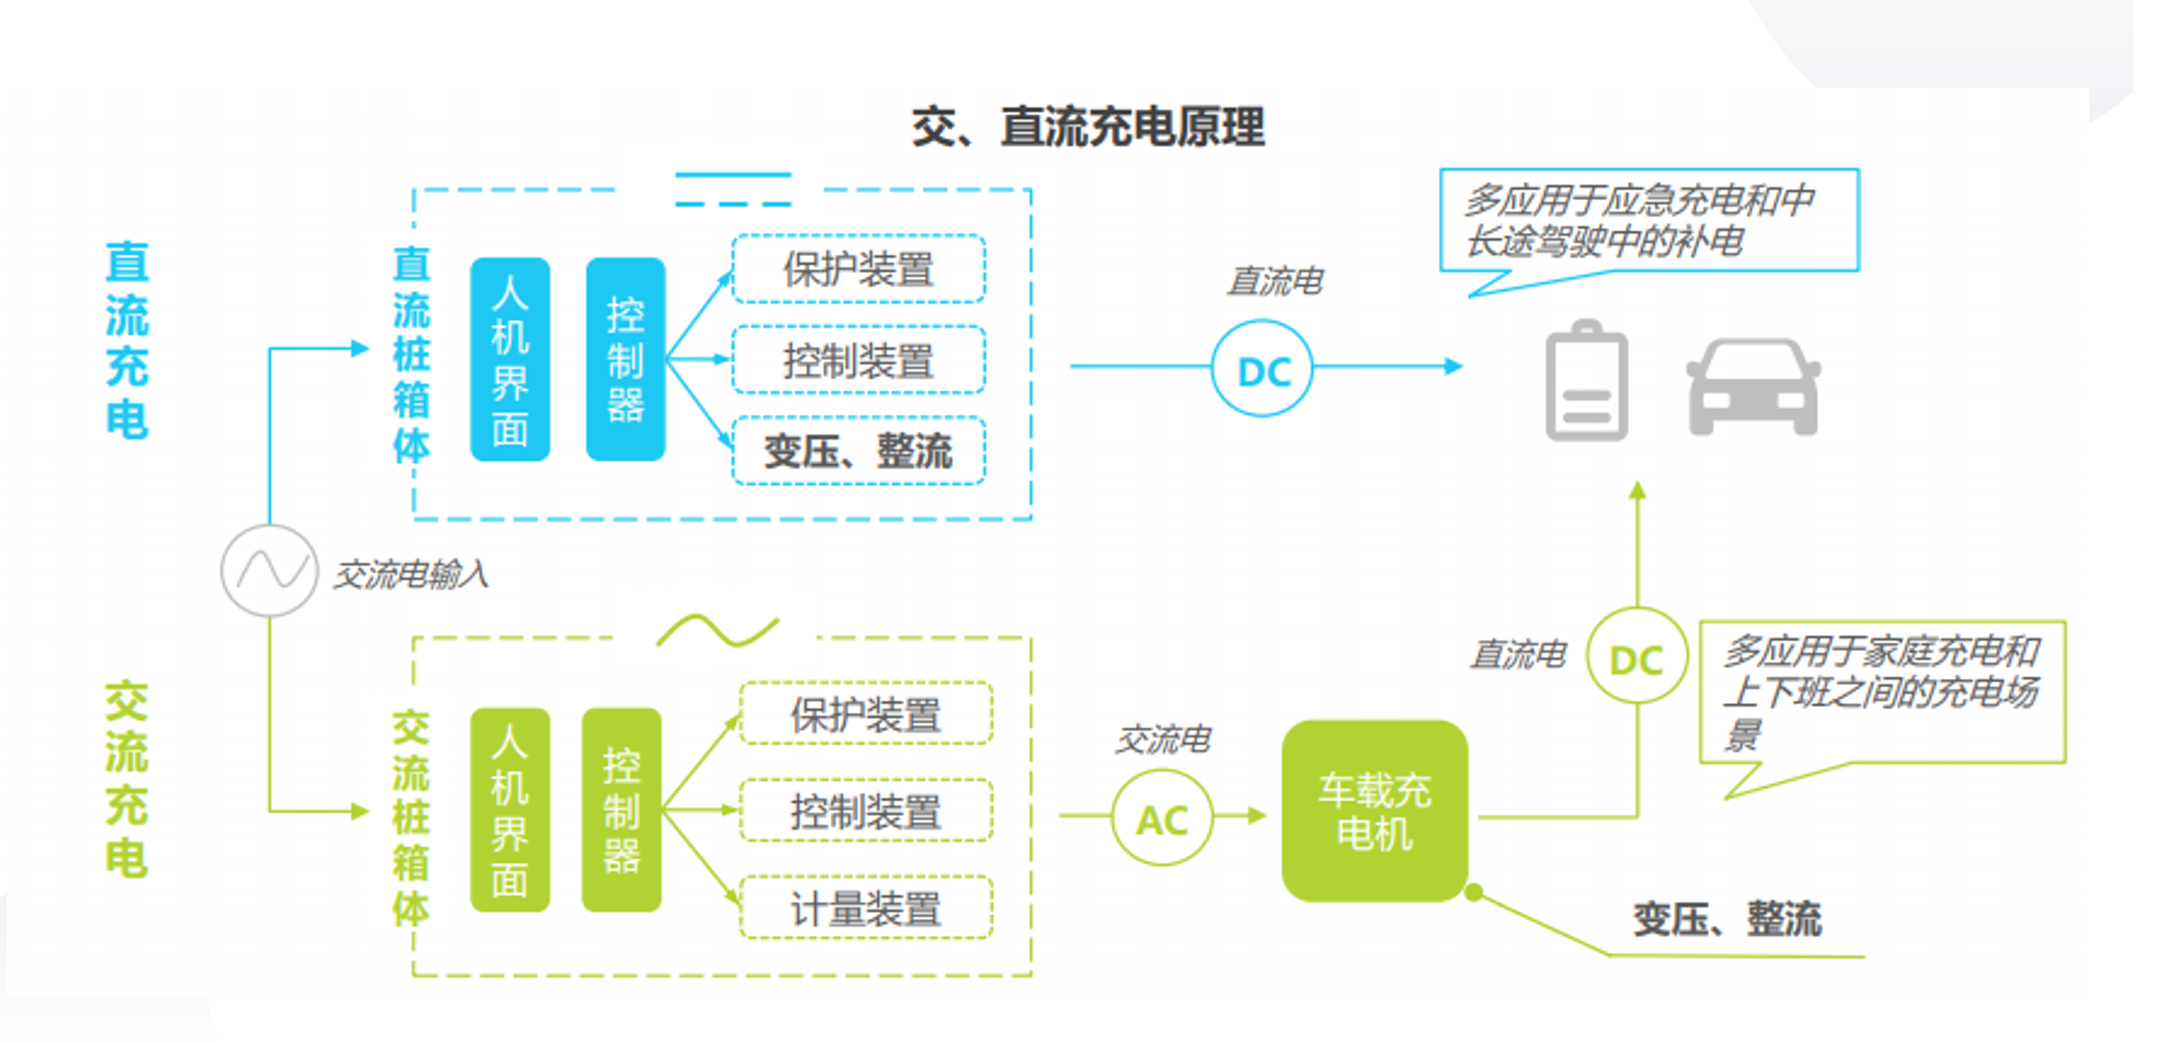 交、直流充电原理
直流充电
直流桩箱体
人机界面
控制器
保护装置
控制装置
变压、整流
直流电
DC
多应用于应急充电和中
长途驾驶中的补电
交流电输入
交流充电
交流桩箱体
人机界面
控制器
保护装置
控制装置
计量装置
交流电
AC
车载充
电机
直流电
DC
多应用于家庭充电和
上下班之间的充电场
景
变压、整流